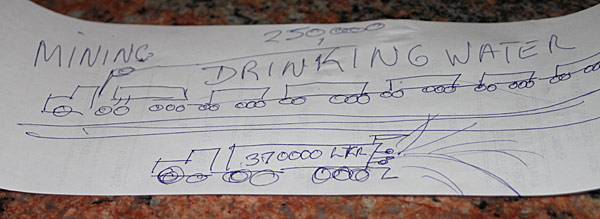 250,000
MINING
DRINKING WATER
370000 LTR